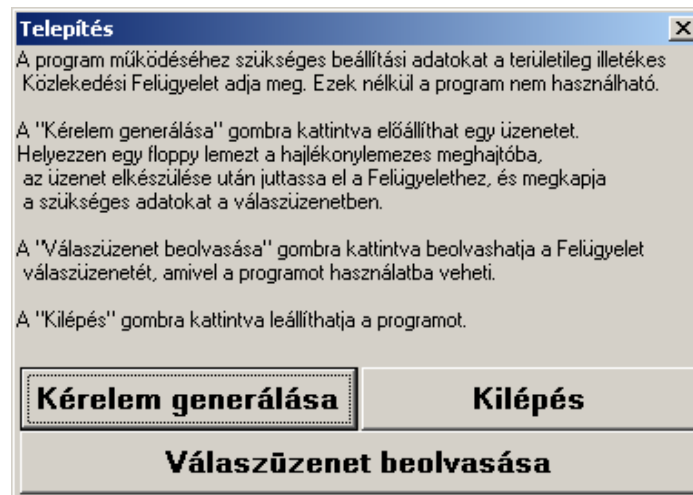 Telepítés
A program működéséhez szükséges beállítási adatokat a területileg illetékes
Közlekedési Felügyelet adja meg. Ezek nélkül a program nem használható.
A "Kérelem generálása" gombra kattintva előállíthat egy üzenetet.
Helyezzen egy floppy lemezt a hajlékonylemezes meghajtóba,
az üzenet elkészülése után juttassa el a Felügyelethez, és megkapja
a szükséges adatokat a válaszüzenetben.
A "Válaszüzenet beolvasása" gombra kattintva beolvashatja a Felügyelet
válaszüzenetét, amivel a programot használatba veheti.
A "Kilépés" gombra kattintva leállíthatja a programot.
Kérelem generálása Kilépés
Válaszüzenet beolvasása